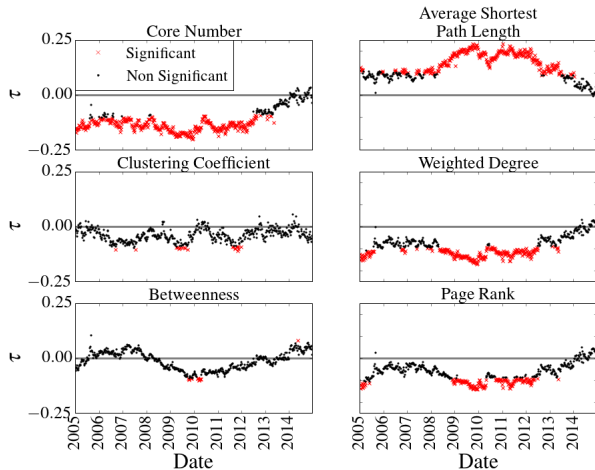 Core Number
Average Shortest
Path Length
0.25
0.00
−0.25
τ
Significant
Non Significant
Clustering Coefficient
Weighted Degree
0.25
0.00
−0.25
τ
Betweenness
Page Rank
0.25
0.00
−0.25
τ
2005
2006
2007
2008
2009
2010
2011
2012
2013
2014
2005
2006
2007
2008
2009
2010
2011
2012
2013
2014
Date
Date